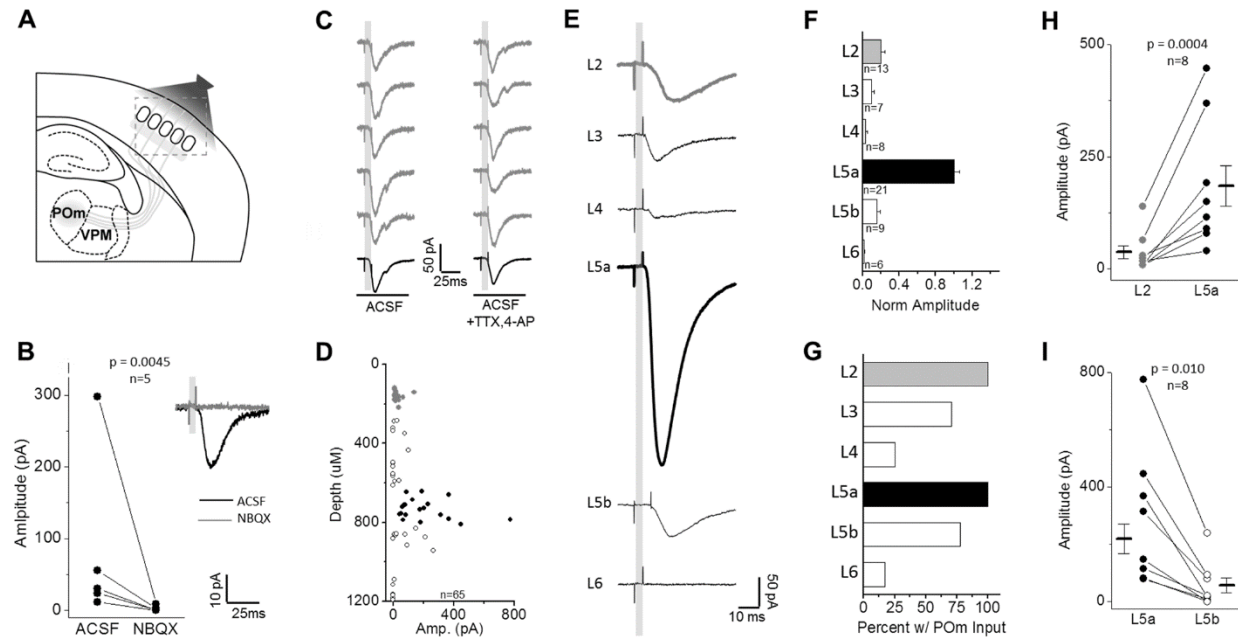 A
POm
VPM
B
p = 0.0045
n=5
300
200
100
50
0
Amlpitude (pA)
ACSF NBQX
ACSF
NBQX
10 pA
25ms
C
50 pA
25ms
ACSF
ACSF
+TTX,4-AP
D
0
400
800
1200
Depth (uM)
n=65
0 400 800
Amp. (pA)
E
L2
L3
L4
L5a
L5b
L6
50 pA
10 ms
F
L2
n=13
L3
n=7
L4
n=8
L5a
n=21
L5b
n=9
L6
n=6
0.0 0.4 0.8 1.2
Norm Amplitude
G
L2
L3
L4
L5a
L5b
L6
0 25 50 75 100
Percent w/ POm Input
H
p = 0.0004
n=8
500
250
0
Amplitude (pA)
L2 L5a
I
p = 0.010
n=8
800
400
0
Amplitude (pA)
L5a L5b